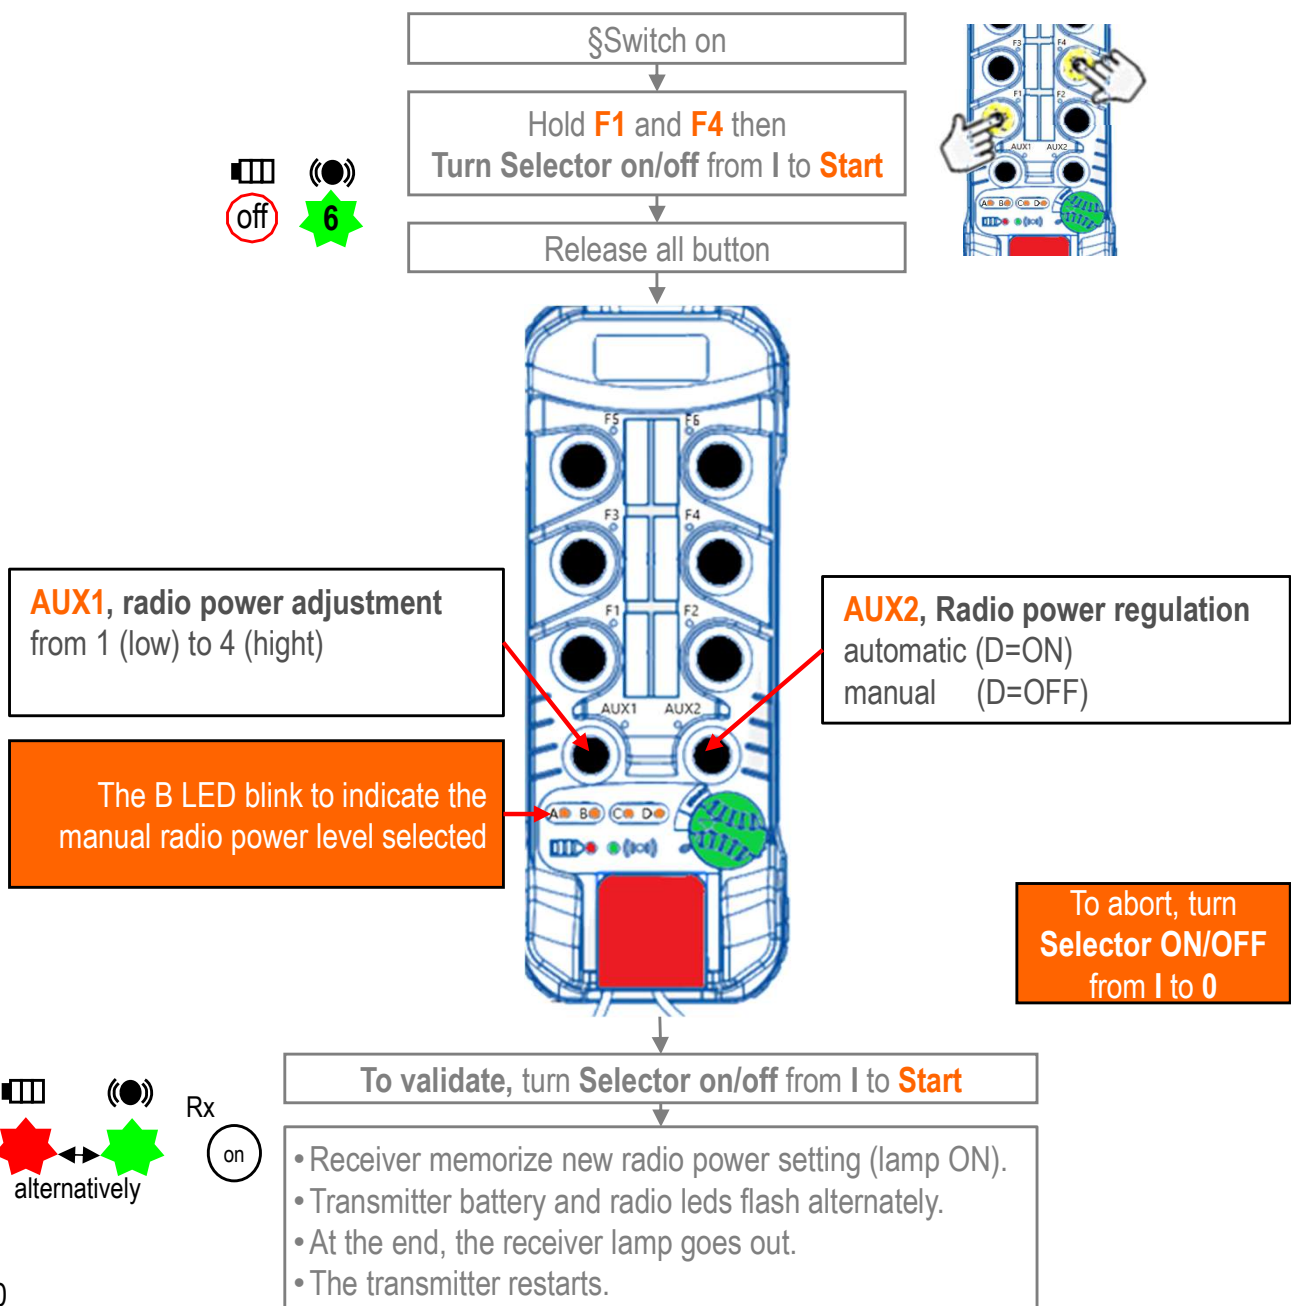 §Switch on
Hold F1 and F4 then
Turn Selector on/off from I to Start
off
6
Release all button
F3
F4
F1
F2
AUX1
AUX2
A B C D
F5
F6
F3
F4
F1
F2
AUX1
AUX2
A B C D
AUX1, radio power adjustment
from 1 (low) to 4 (hight)
AUX2, Radio power regulation
automatic (D=ON)
manual (D=OFF)
The B LED blink to indicate the
manual radio power level selected
To abort, turn
Selector ON/OFF
from I to 0
To validate, turn Selector on/off from I to Start
Rx
on
alternatively
• Receiver memorize new radio power setting (lamp ON).
• Transmitter battery and radio leds flash alternately.
• At the end, the receiver lamp goes out.
• The transmitter restarts.
0